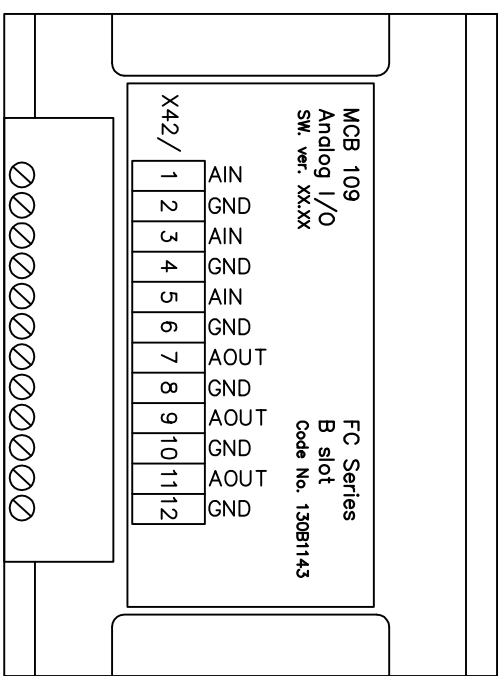 MCB 109
Analog I/O
SW. ver. XX.XX
FC Series
B slot
Code No. 130B1143
X42/
1 AIN
2 GND
3 AIN
4 GND
5 AIN
6 GND
7 AOUT
8 GND
9 AOUT
10 GND
11 AOUT
12 GND